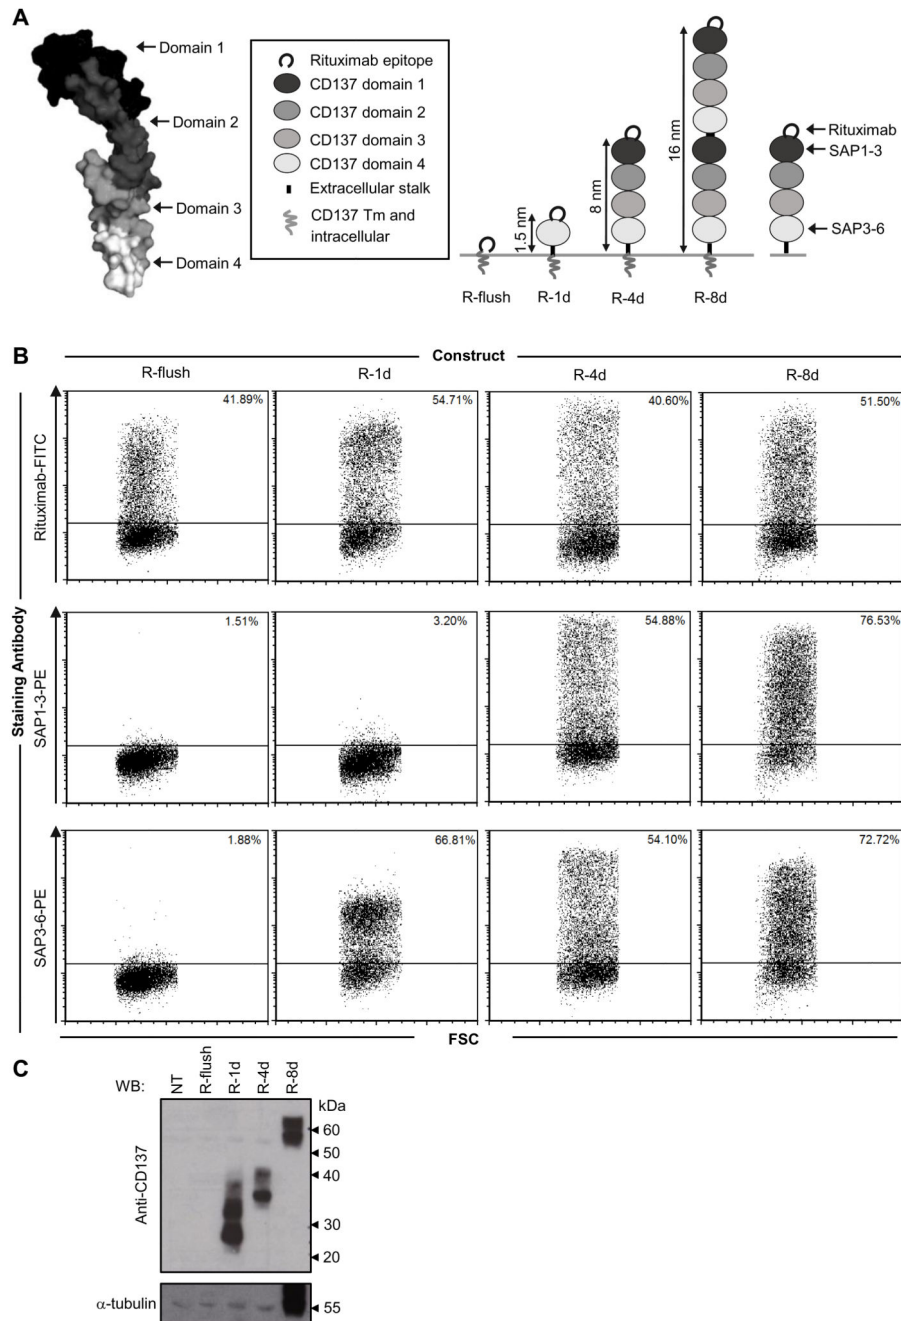 A
Domain 1
Domain 2
Domain 3
Domain 4
Rituximab epitope
CD137 domain 1
CD137 domain 2
CD137 domain 3
CD137 domain 4
Extracellular stalk
CD137 Tm and
intracellular
1.5 nm
8 nm
16 nm
Rituximab
SAP1-3
SAP3-6
R-flush
R-1d
R-4d
R-8d
B
Construct
R-flush
R-1d
R-4d
R-8d
Staining Antibody
Rituximab-FITC
41.89%
54.71%
40.60%
51.50%
SAP1-3-PE
1.51%
3.20%
54.88%
76.53%
SAP3-6-PE
1.88%
66.81%
54.10%
72.72%
FSC
C
WB:
NT
R-flush
R-1d
R-4d
R-8d
kDa
Anti-CD137
60
50
40
30
20
α-tubulin
55